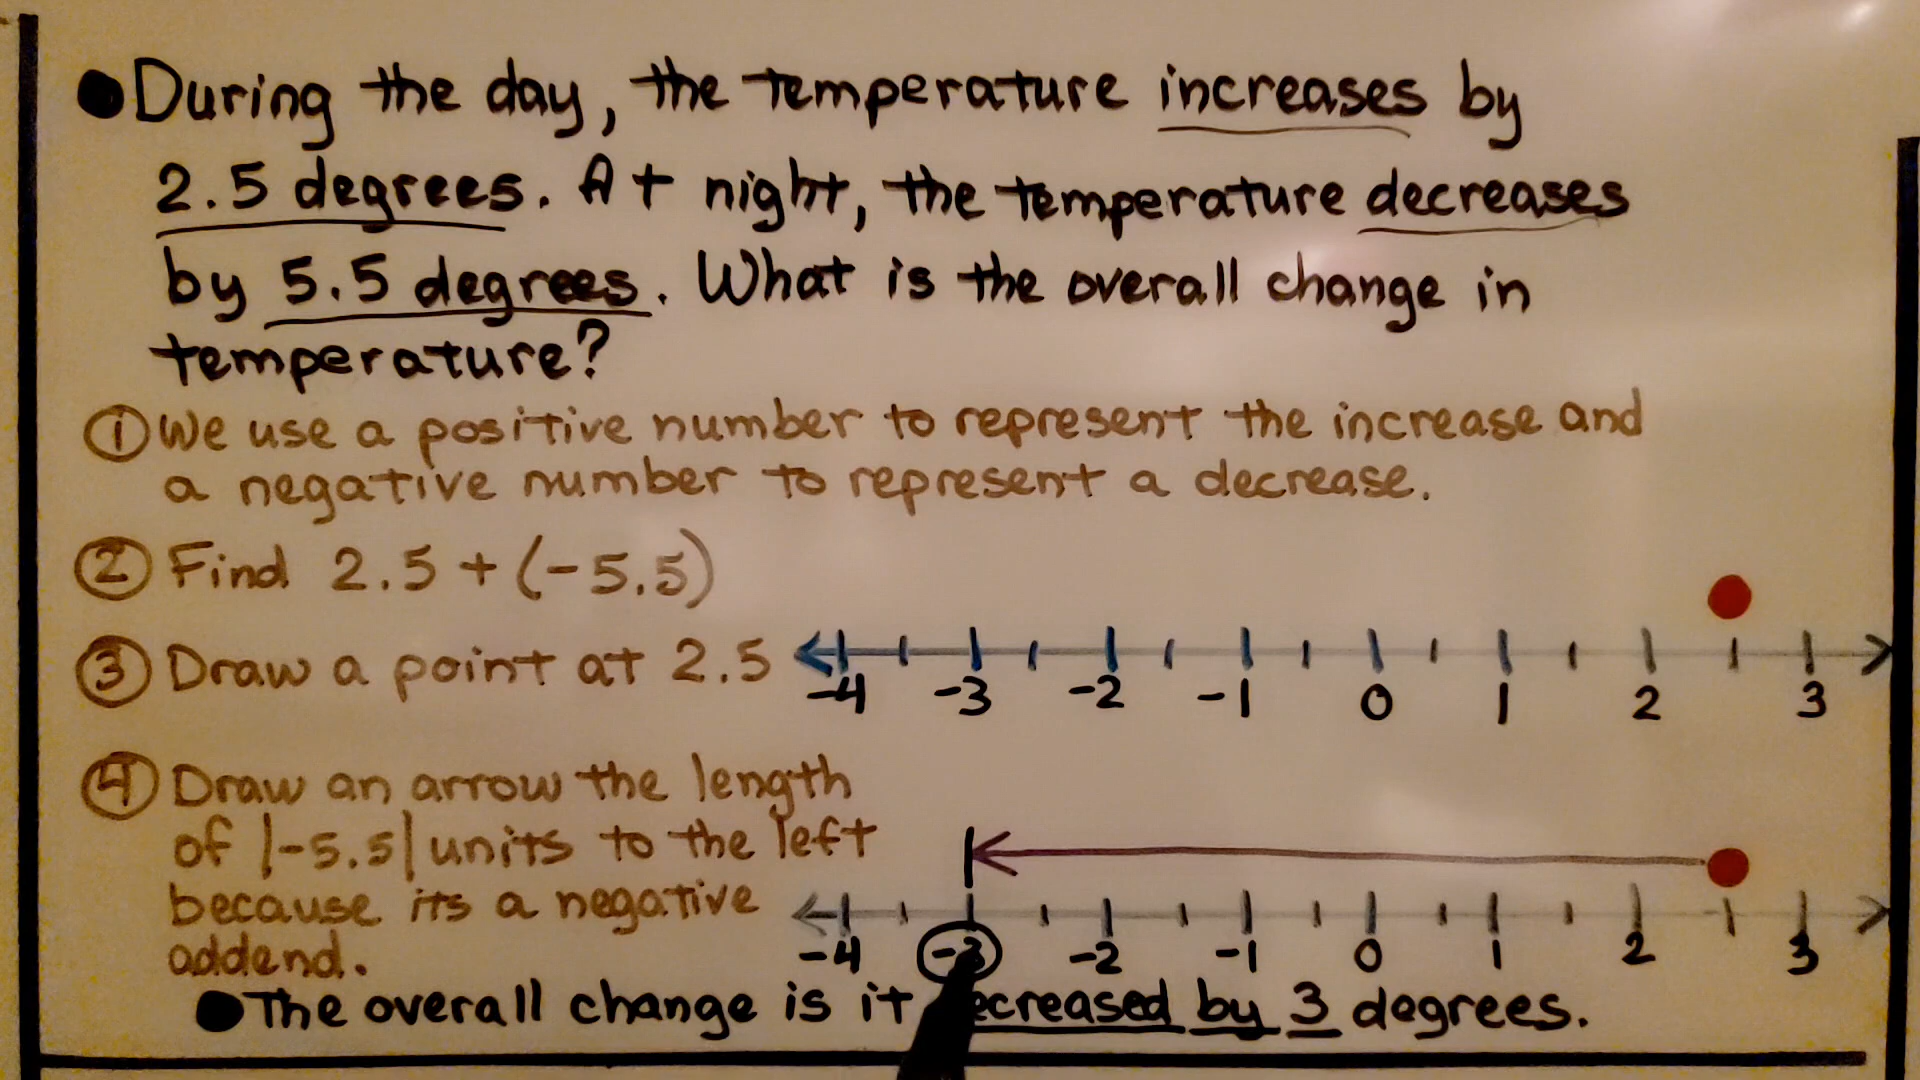 ● During the day, the temperature increases by
2.5 degrees. At night, the temperature decreases
by 5.5 degrees. What is the overall change in
temperature?
① We use a positive number to represent the increase and
a negative number to represent a decrease.
② Find 2.5 + (-5.5)
③ Draw a point at 2.5
-4 -3 -2 -1 0 1 2 3
④ Draw an arrow the length
of |-5.5| units to the left
because its a negative
addend.
-4 -3 -2 -1 0 1 2 3
● The overall change is it ecreased by 3 degrees.